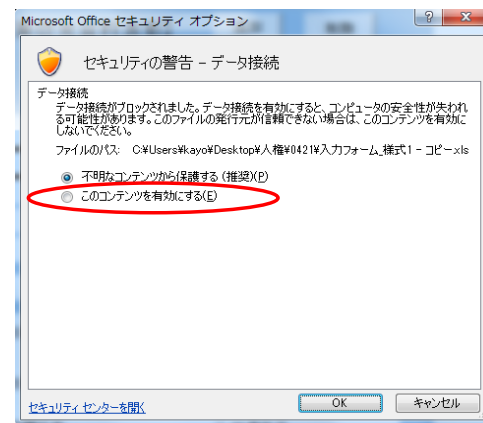 Microsoft Office セキュリティ オプション
セキュリティの警告 - データ接続
データ接続
データ接続がブロックされました。データ接続を有効にすると、コンピュータの安全性が失われ
る可能性があります。このファイルの発行元が信頼できない場合は、このコンテンツを有効に
しないでください。
ファイルのパス: C:¥Users¥kayo¥Desktop¥人権¥0421¥入力フォーム_様式1 - コピー.xls
不明なコンテンツから保護する (推奨)(P)
このコンテンツを有効にする(E)
セキュリティ センターを開く
OK
キャンセル